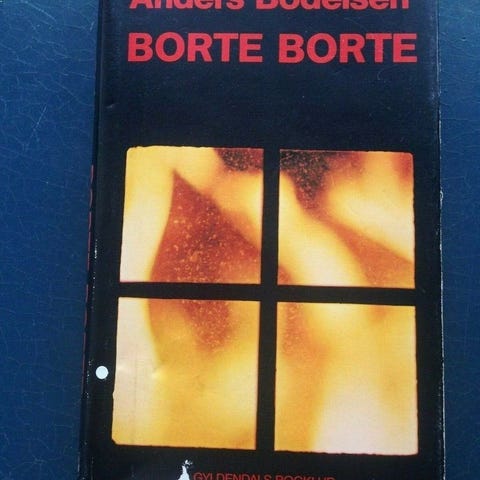 Anders Bodelsen
BORTE BORTE
GYLDENDALS BOGKLUB